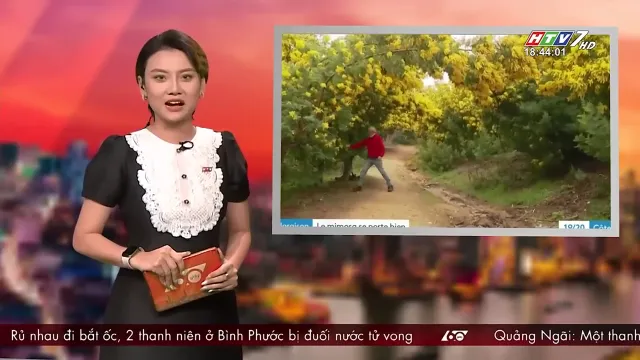 HTV7 HD
18:44:01
Le mimosa se porte bien
19/20
Rủ nhau đi bắt ốc, 2 thanh niên ở Bình Phước bị đuối nước tử vong
60
Quảng Ngãi: Một thanh